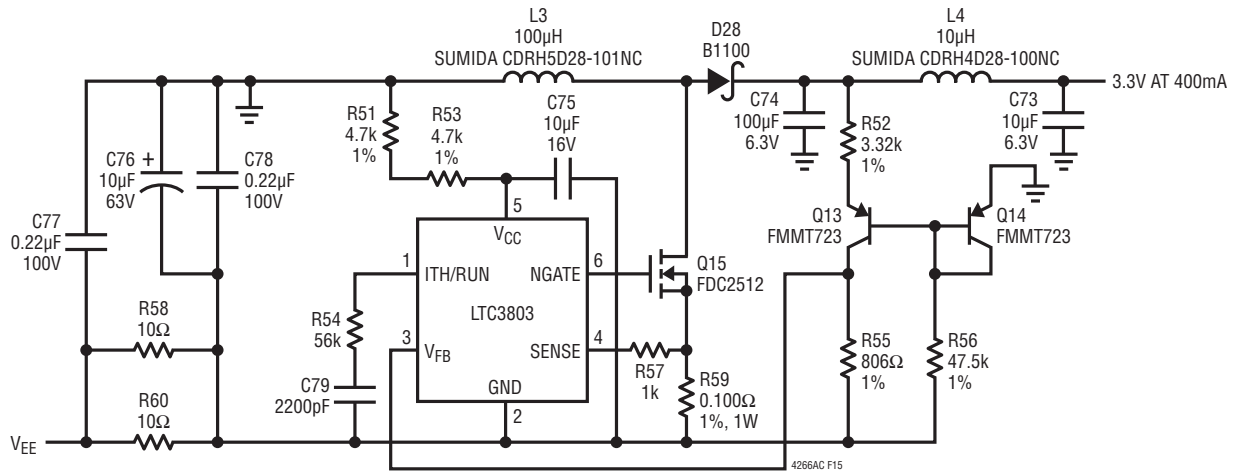 L3
100µH
SUMIDA CDRH5D28-101NC
D28
B1100
L4
10µH
SUMIDA CDRH4D28-100NC
3.3V AT 400mA
R51
4.7k
1%
R53
4.7k
1%
C75
10µF
16V
C74
100µF
6.3V
R52
3.32k
1%
C73
10µF
6.3V
C76
10µF
63V
+
C78
0.22µF
100V
C77
0.22µF
100V
5
VCC
1
ITH/RUN
NGATE
6
LTC3803
3
VFB
SENSE
4
GND
2
Q15
FDC2512
Q13
FMMT723
Q14
FMMT723
R58
10Ω
R60
10Ω
R54
56k
C79
2200pF
R57
1k
R59
0.100Ω
1%, 1W
R55
806Ω
1%
R56
47.5k
1%
VEE
4266AC F15